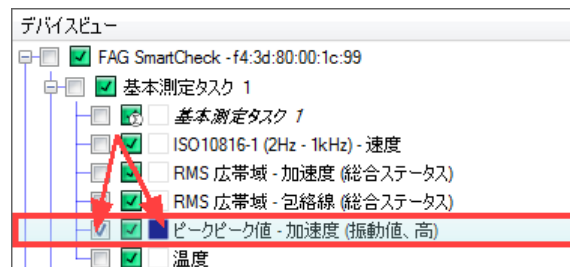 デバイスビュー
FAG SmartCheck - f4:3d:80:00:1c:99
基本測定タスク 1
基本測定タスク 1
ISO10816-1 (2Hz - 1kHz) - 速度
RMS 広帯域 - 加速度 (総合ステータス)
RMS 広帯域 - 包絡線 (総合ステータス)
ピークピーク値 - 加速度 (振動値、高)
温度